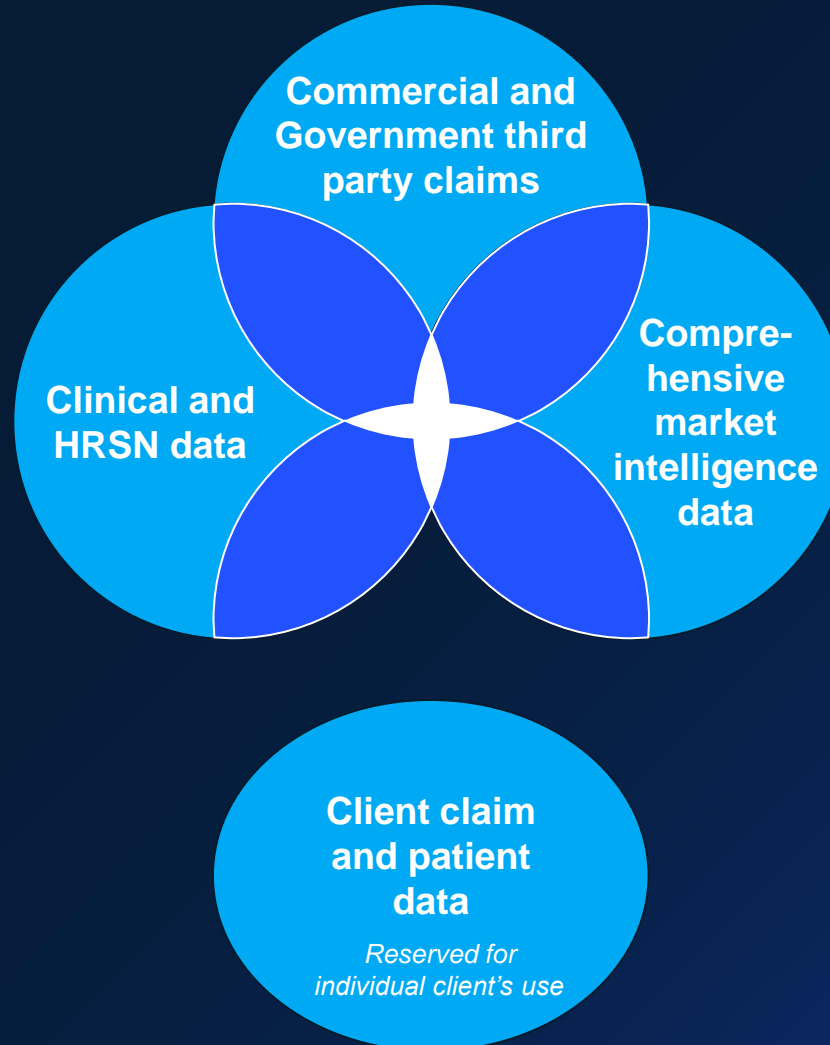 Commercial and
Government third
party claims
Clinical and
HRSN data
Compre-
hensive
market
intelligence
data
Client claim
and patient
data
Reserved for
individual client's use